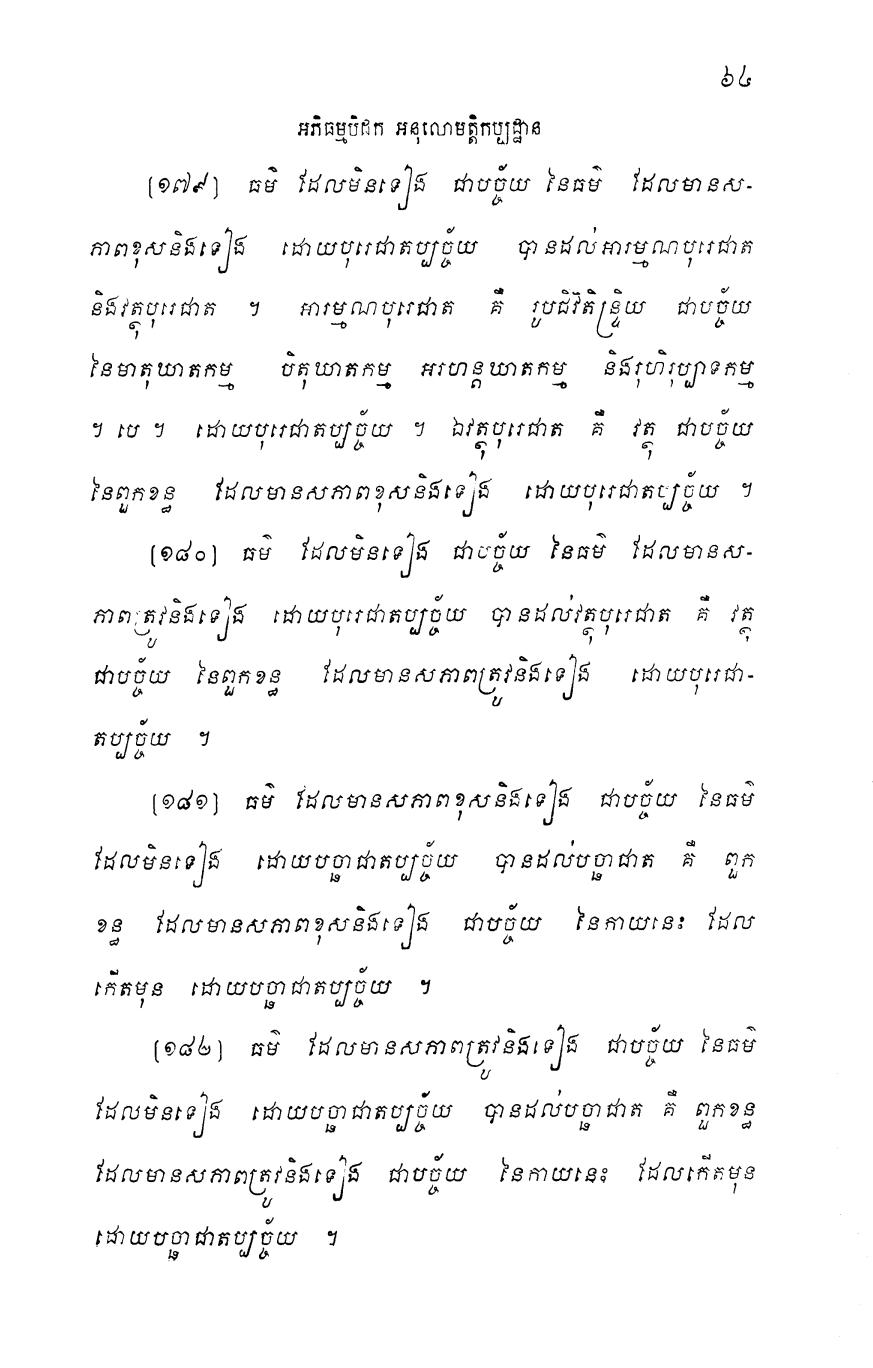 ៦៤
អភិធម្មបិដក អនុលោមត្តិកប្បដ្ឋាន
[១៧៩] ធម៌ ដែលមិនទៀង ជាបច្ច័យ នៃធម៌ ដែលមានស-
ភាពខុសនិងទៀង ដោយបុរេជាតប្បច្ច័យ បានដល់អារម្មណបុរេជាត
និងវត្ថុបុរេជាត ។ អារម្មណបុរេជាត គឺ រូបជីវិតិន្ទ្រិយ ជាបច្ច័យ
នៃមាតុឃាតកម្ម បិតុឃាតកម្ម អរហន្តឃាតកម្ម និងរុហិរុប្បាទកម្ម
។ បេ ។ ដោយបុរេជាតប្បច្ច័យ ។ ឯវត្ថុបុរេជាត គឺ វត្ថុ ជាបច្ច័យ
នៃពួកខន្ធ ដែលមានសភាពខុសនិងទៀង ដោយបុរេជាតប្បច្ច័យ ។
[១៨០] ធម៌ ដែលមិនទៀង ជាបច្ច័យ នៃធម៌ ដែលមានស-
ភាពត្រូវនិងទៀង ដោយបុរេជាតប្បច្ច័យ បានដល់វត្ថុបុរេជាត គឺ វត្ថុ
ជាបច្ច័យ នៃពួកខន្ធ ដែលមានសភាពត្រូវនិងទៀង ដោយបុរេជា-
តប្បច្ច័យ ។
[១៨១] ធម៌ ដែលមានសភាពខុសនិងទៀង ជាបច្ច័យ នៃធម៌
ដែលមិនទៀង ដោយបច្ឆាជាតប្បច្ច័យ បានដល់បច្ឆាជាត គឺ ពួក
ខន្ធ ដែលមានសភាពខុសនិងទៀង ជាបច្ច័យ នៃកាយនេះ ដែល
កើតមុន ដោយបច្ឆាជាតប្បច្ច័យ ។
[១៨២] ធម៌ ដែលមានសភាពត្រូវនិងទៀង ជាបច្ច័យ នៃធម៌
ដែលមិនទៀង ដោយបច្ឆាជាតប្បច្ច័យ បានដល់បច្ឆាជាត គឺ ពួកខន្ធ
ដែលមានសភាពត្រូវនិងទៀង ជាបច្ច័យ នៃកាយនេះ ដែលកើតមុន
ដោយបច្ឆាជាតប្បច្ច័យ ។